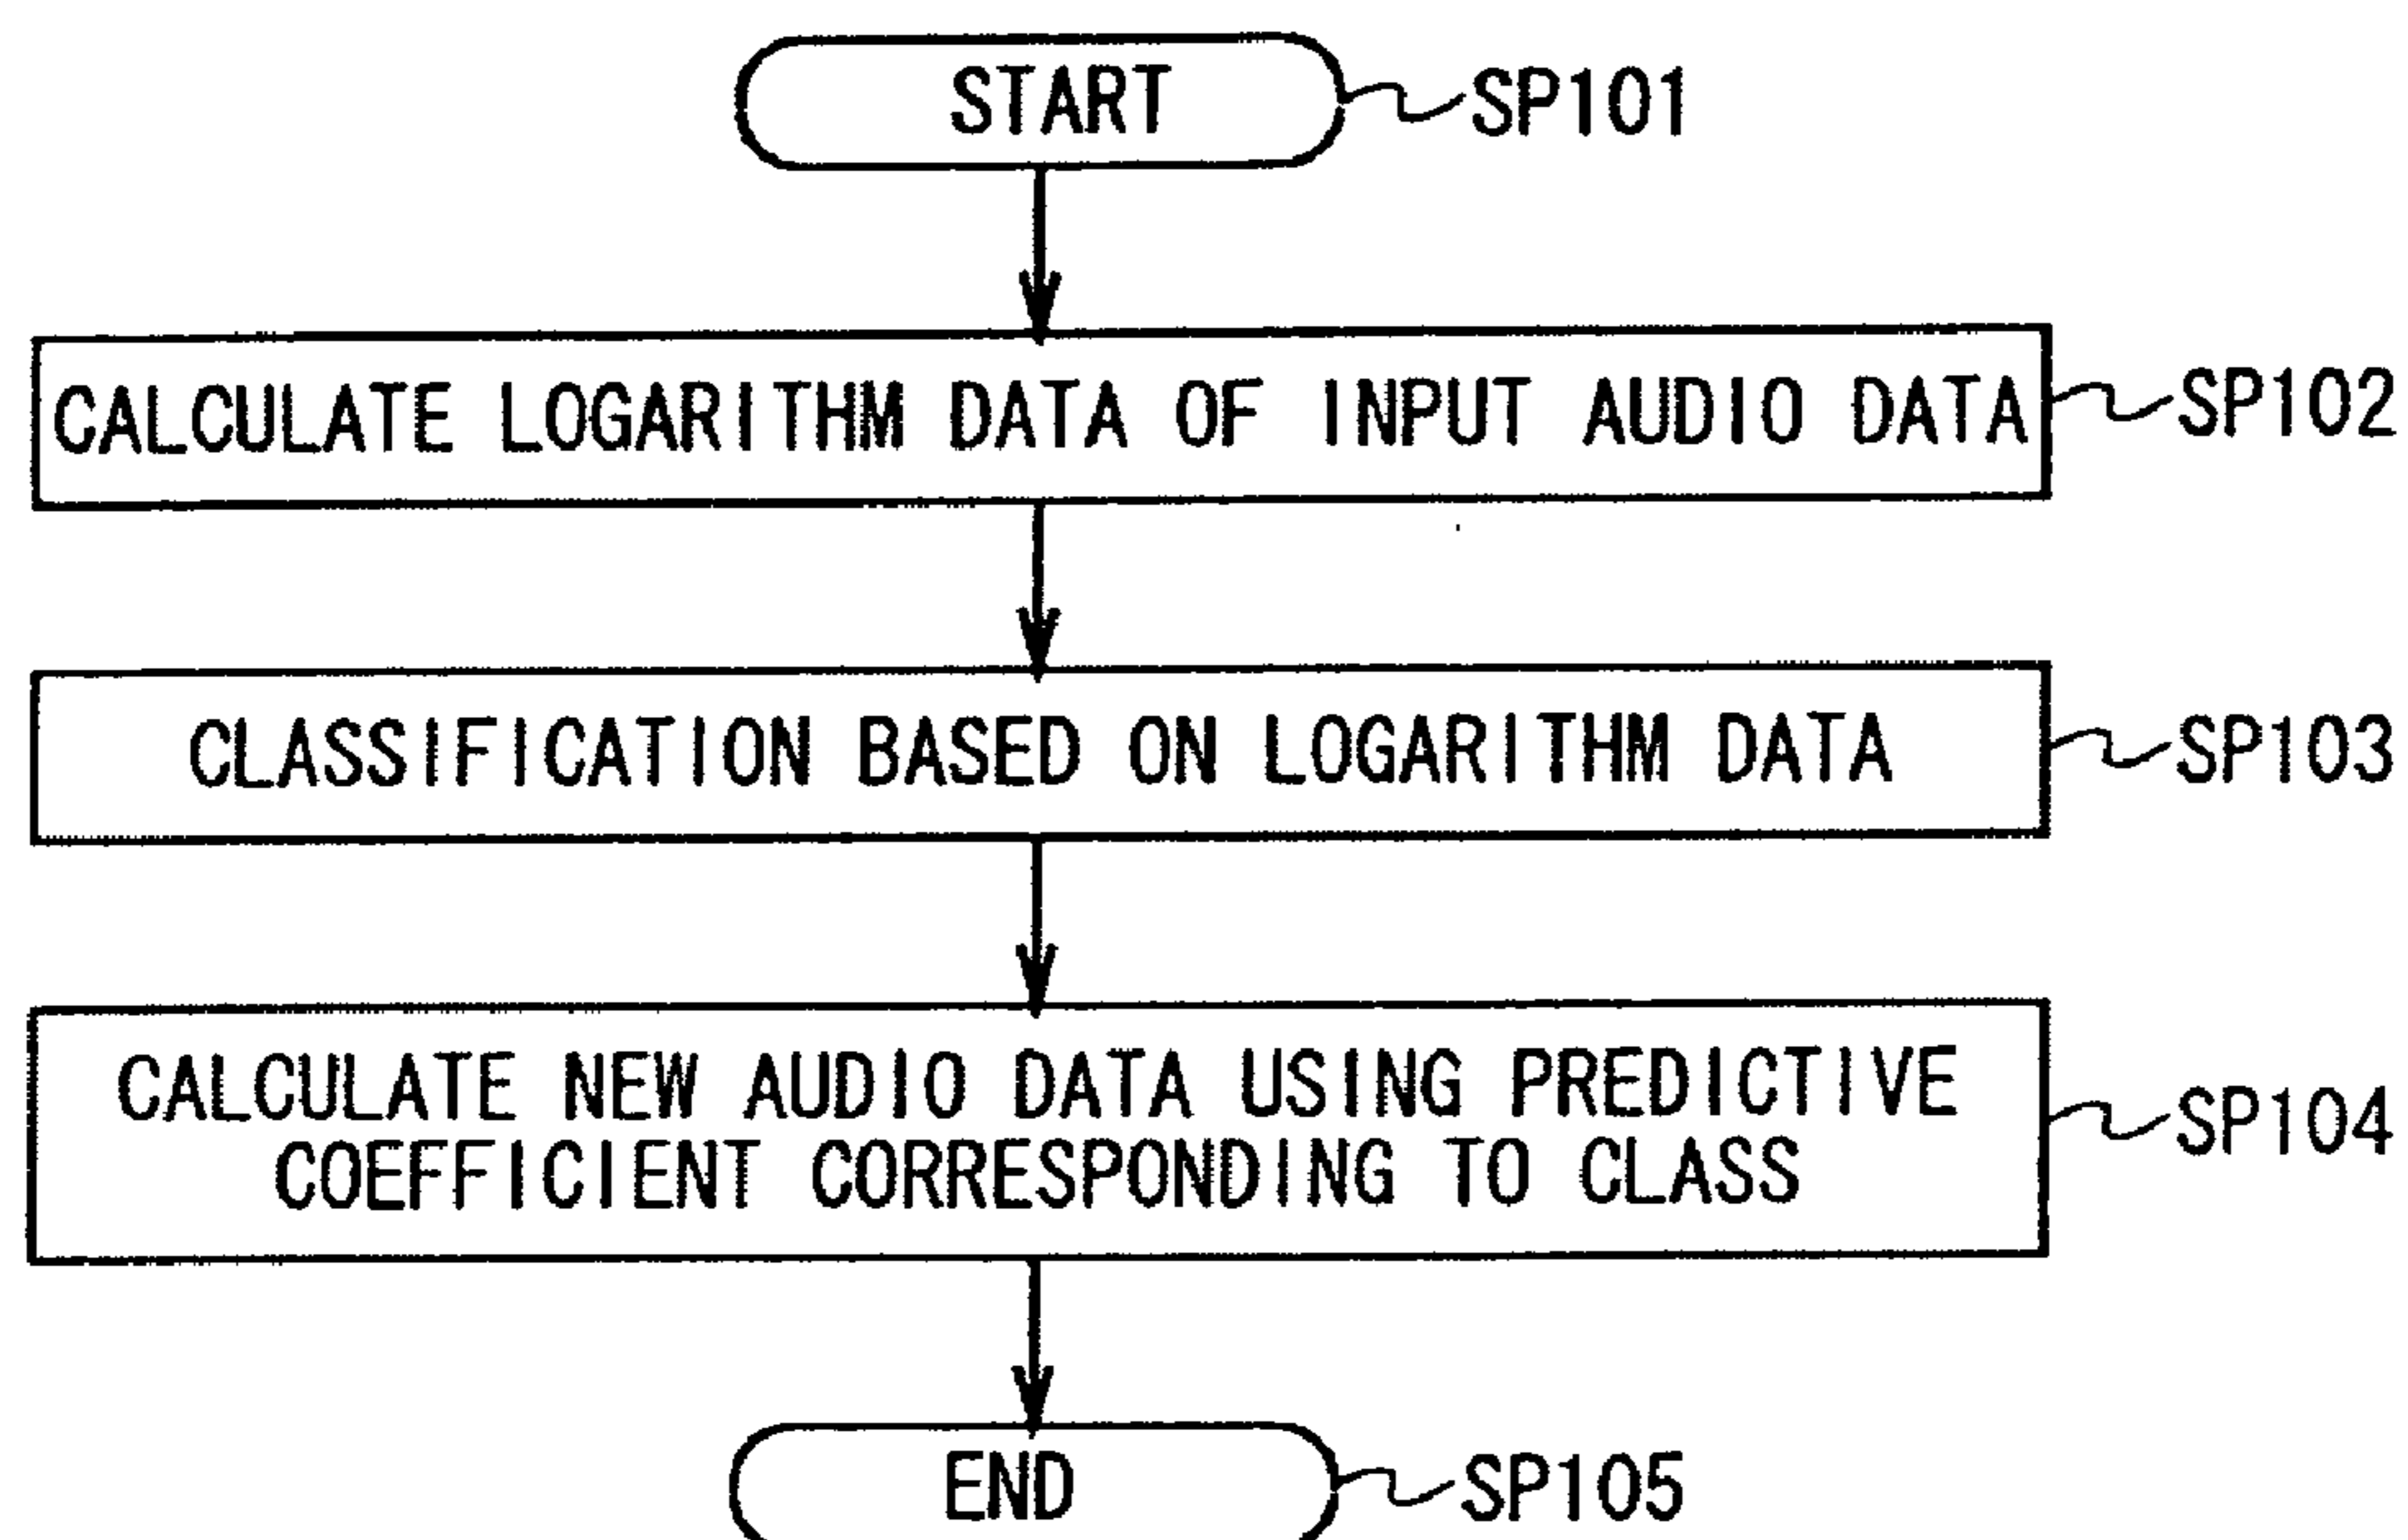 START
SP101
CALCULATE LOGARITHM DATA OF INPUT AUDIO DATA
SP102
CLASSIFICATION BASED ON LOGARITHM DATA
SP103
CALCULATE NEW AUDIO DATA USING PREDICTIVE
COEFFICIENT CORRESPONDING TO CLASS
SP104
END
SP105